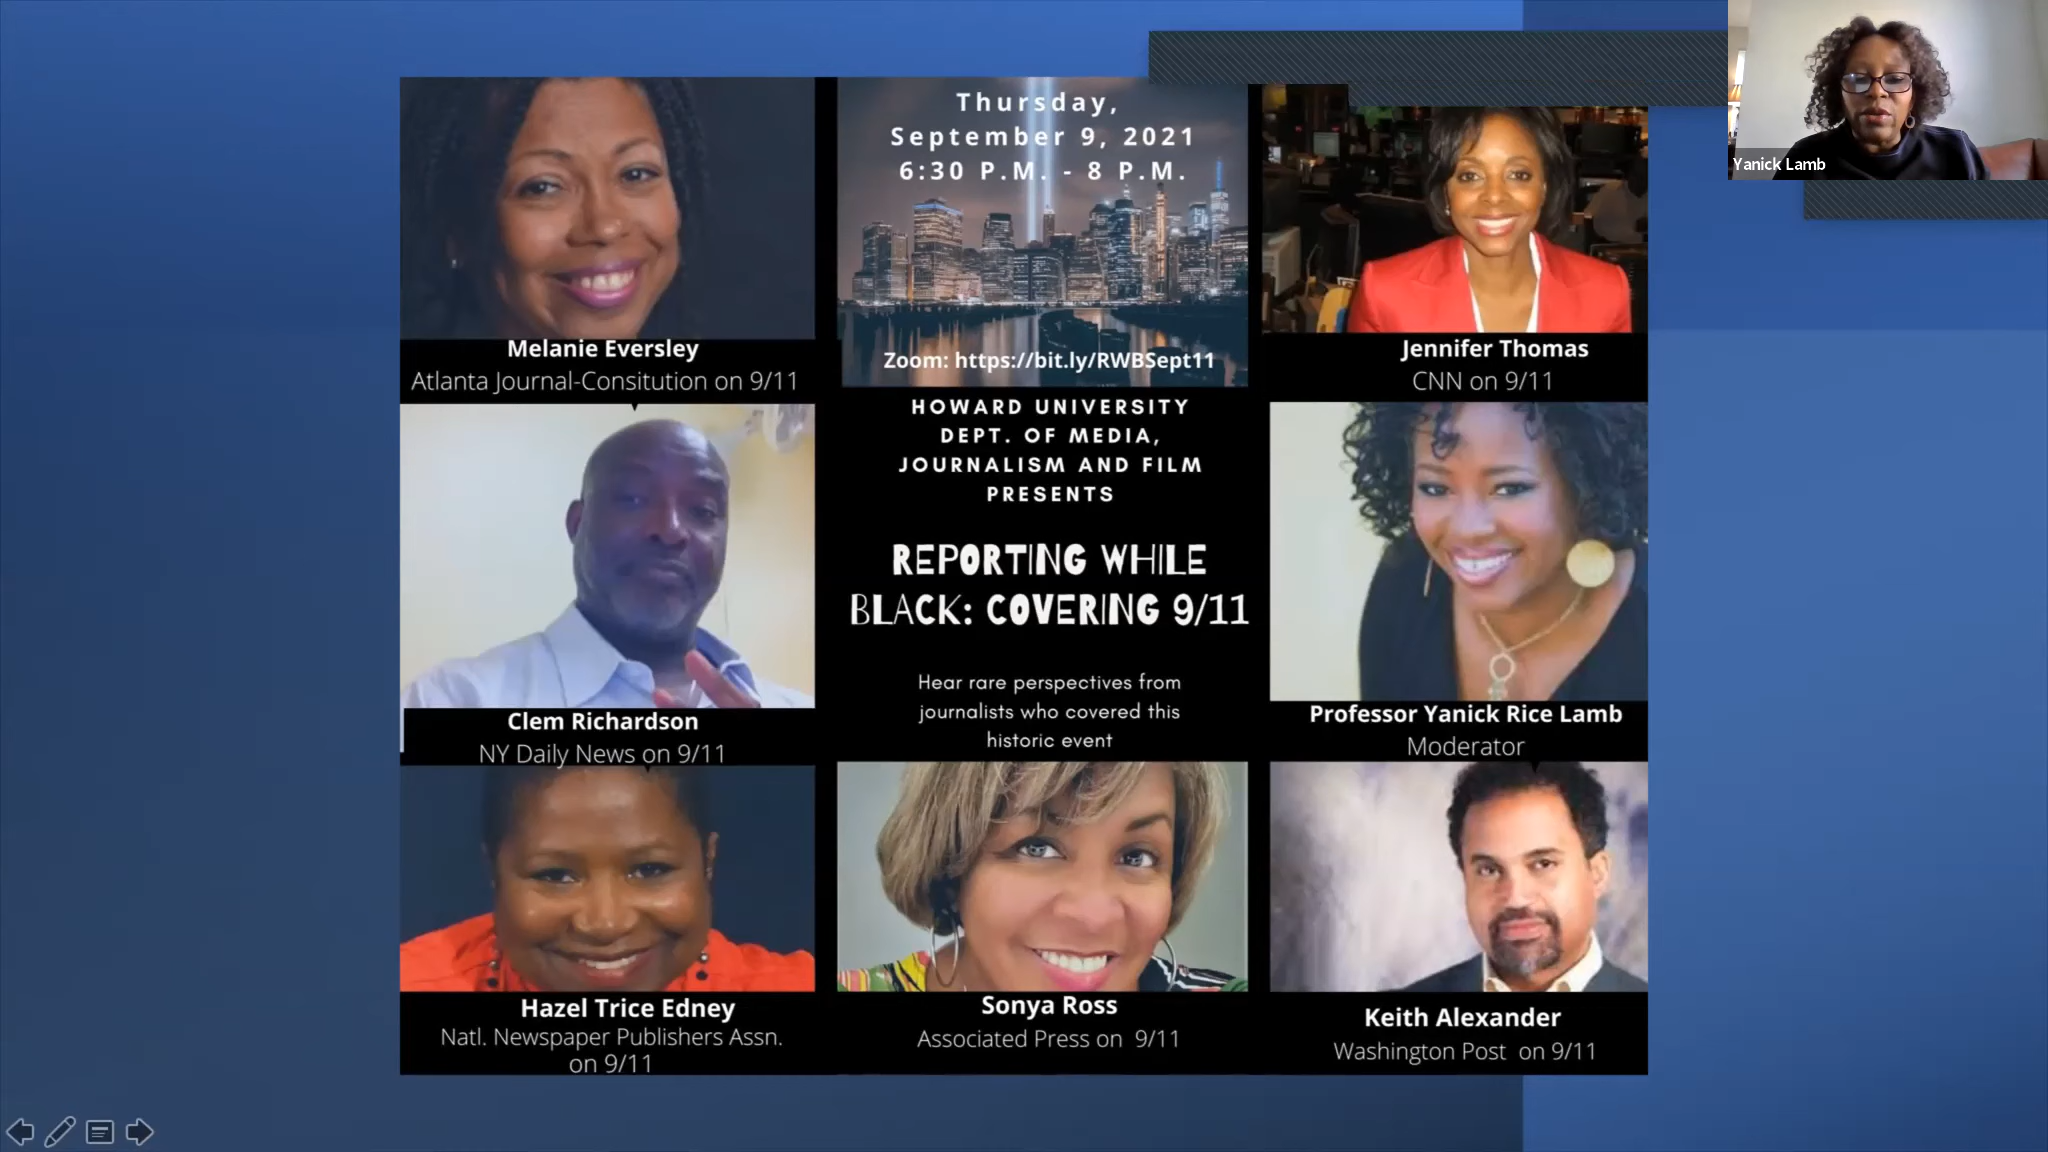 Thursday,
September 9, 2021
6:30 P.M. - 8 P.M.
Zoom: https://bit.ly/RWBSept11
Yanick Lamb
Melanie Eversley
Atlanta Journal-Consitution on 9/11
Jennifer Thomas
CNN on 9/11
HOWARD UNIVERSITY
DEPT. OF MEDIA,
JOURNALISM AND FILM
PRESENTS
REPORTING WHILE
BLACK: COVERING 9/11
Hear rare perspectives from
journalists who covered this
historic event
Clem Richardson
NY Daily News on 9/11
Professor Yanick Rice Lamb
Moderator
Hazel Trice Edney
Natl. Newspaper Publishers Assn.
on 9/11
Sonya Ross
Associated Press on 9/11
Keith Alexander
Washington Post on 9/11